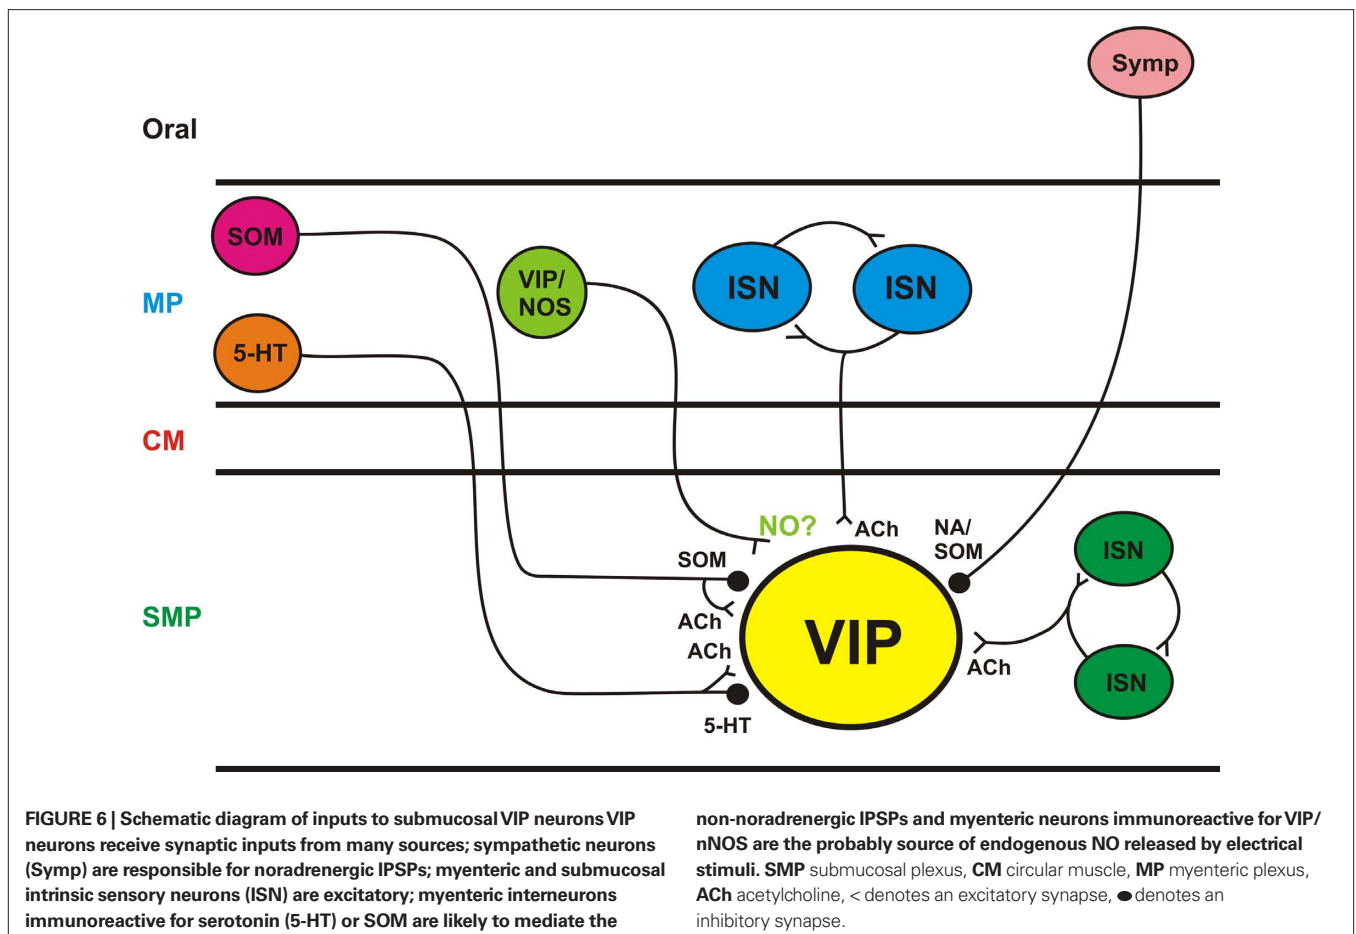 Symp
Oral
SOM
MP
VIP/
NOS
ISN
ISN
5-HT
CM
NO?
ACh
NA/
SOM
SOM
ISN
SMP
ACh
VIP
ACh
ACh
ISN
5-HT
FIGURE 6 | Schematic diagram of inputs to submucosal VIP neurons VIP
neurons receive synaptic inputs from many sources; sympathetic neurons
(Symp) are responsible for noradrenergic IPSPs; myenteric and submucosal
intrinsic sensory neurons (ISN) are excitatory; myenteric interneurons
immunoreactive for serotonin (5-HT) or SOM are likely to mediate the
non-noradrenergic IPSPs and myenteric neurons immunoreactive for VIP/
nNOS are the probably source of endogenous NO released by electrical
stimuli. SMP submucosal plexus, CM circular muscle, MP myenteric plexus,
ACh acetylcholine, < denotes an excitatory synapse, ● denotes an
inhibitory synapse.